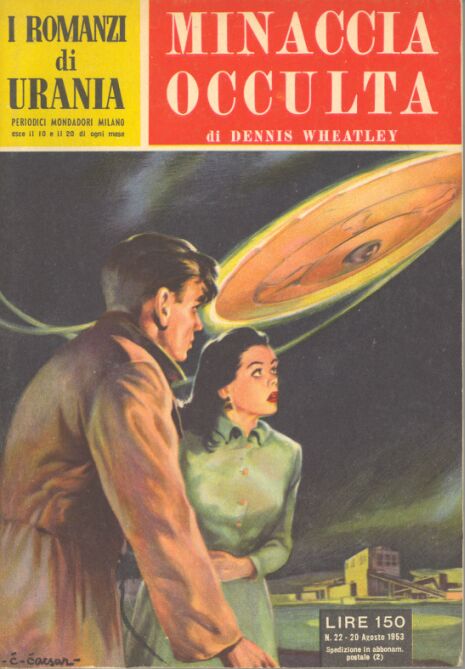 I ROMANZI
di
URANIA
PERIODICI MONDADORI MILANO
esce il 10 e il 20 di ogni mese
MINACCIA
OCCULTA
di DENNIS WHEATLEY
LIRE 150
N. 22 - 20 Agosto 1953
Spedizione in abbonam.
postale (2)
-C-Caesar-